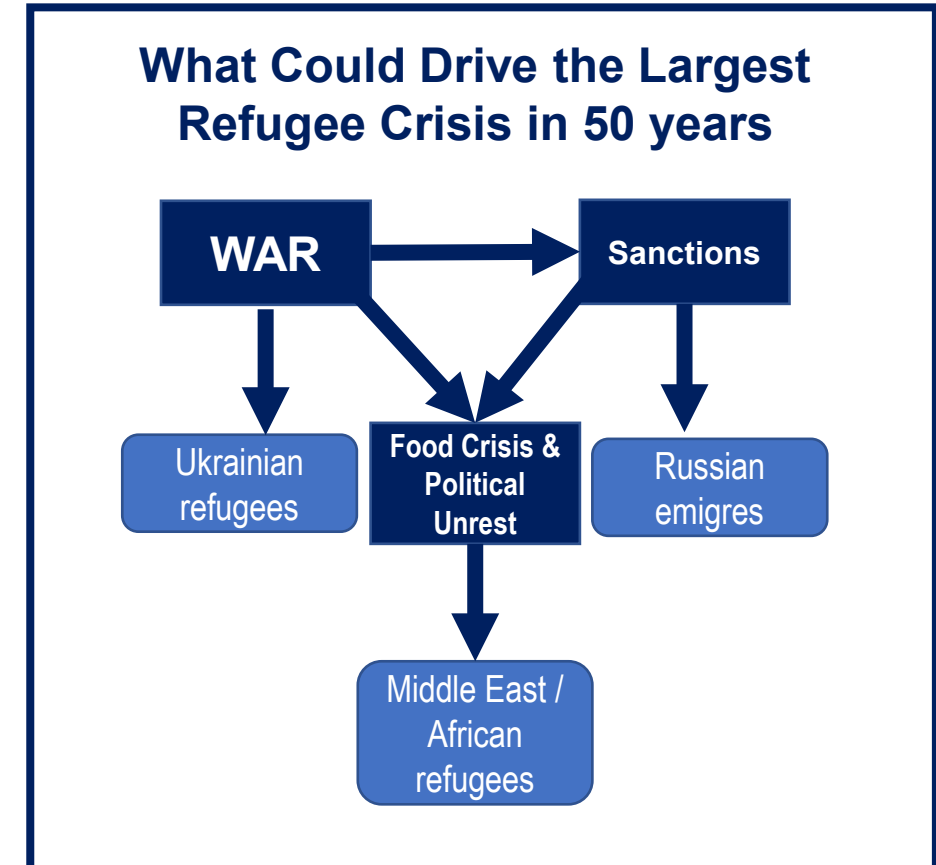 What Could Drive the Largest
Refugee Crisis in 50 years
WAR
Sanctions
Ukrainian
refugees
Food Crisis &
Political
Unrest
Russian
emigres
Middle East /
African
refugees